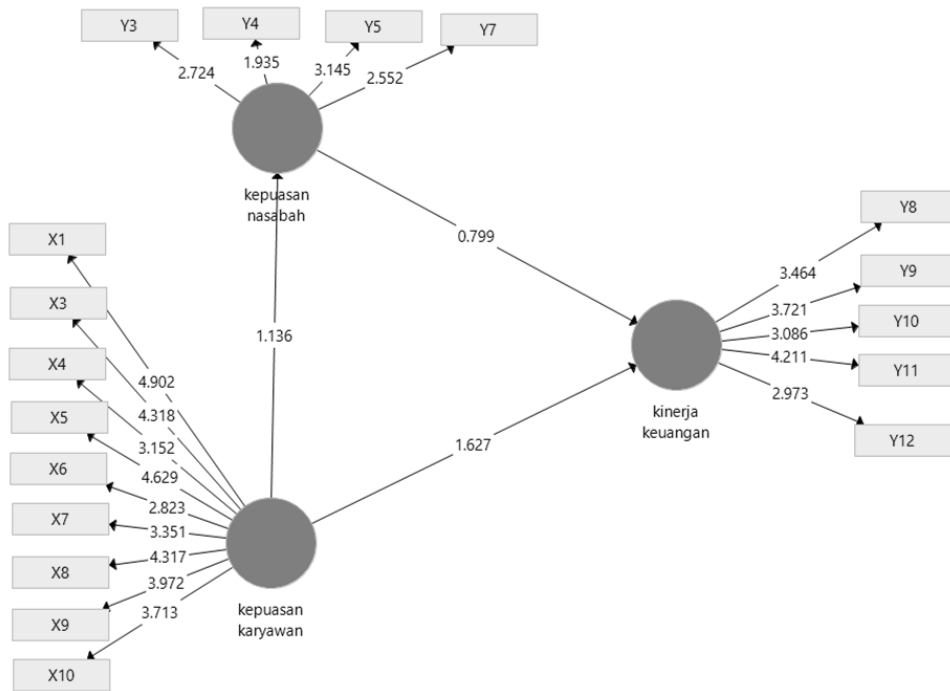 Y3
Y4
Y5
Y7
2.724
1.935
3.145
2.552
kepuasan
nasabah
X1
X3
X4
X5
X6
X7
X8
X9
X10
4.902
4.318
3.152
4.629
2.823
3.351
4.317
3.972
3.713
kepuasan
karyawan
1.136
0.799
1.627
kinerja
keuangan
3.464
3.721
3.086
4.211
2.973
Y8
Y9
Y10
Y11
Y12